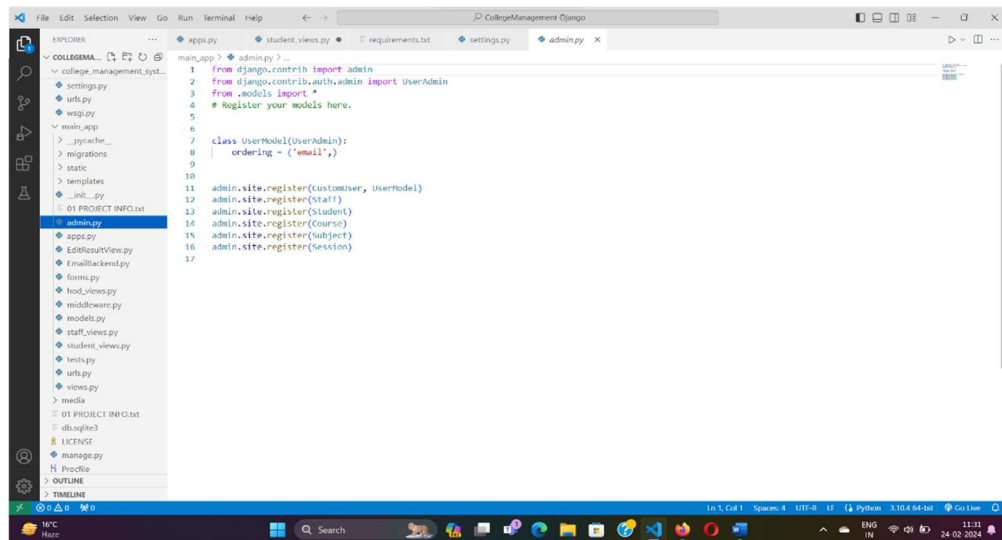 File Edit Selection View Go Run Terminal Help
CollegeManagement-Django
EXPLORER
COLLEGEMA...
college_management_syst...
settings.py
urls.py
wsgi.py
main_app
__pycache__
migrations
static
templates
__init__.py
01 PROJECT INFO.txt
admin.py
apps.py
EditResultView.py
EmailBackend.py
forms.py
hod_views.py
middleware.py
models.py
staff_views.py
student_views.py
tests.py
urls.py
views.py
media
01 PROJECT INFO.txt
db.sqlite3
LICENSE
manage.py
Procfile
OUTLINE
TIMELINE
apps.py student_views.py requirements.txt settings.py admin.py
main_app > admin.py > ...
1 from django.contrib import admin
2 from django.contrib.auth.admin import UserAdmin
3 from .models import *
4 # Register your models here.
5
6
7 class UserModel(UserAdmin):
8 ordering = ('email',)
9
10
11 admin.site.register(CustomUser, UserModel)
12 admin.site.register(Staff)
13 admin.site.register(Student)
14 admin.site.register(Course)
15 admin.site.register(Subject)
16 admin.site.register(Session)
17
0 0 0 Ln 1, Col 1 Spaces: 4 UTF-8 LF Python 3.10.4 64-bit Go Live
16°C
Haze
Search
ENG
IN
11:31
24-02-2024